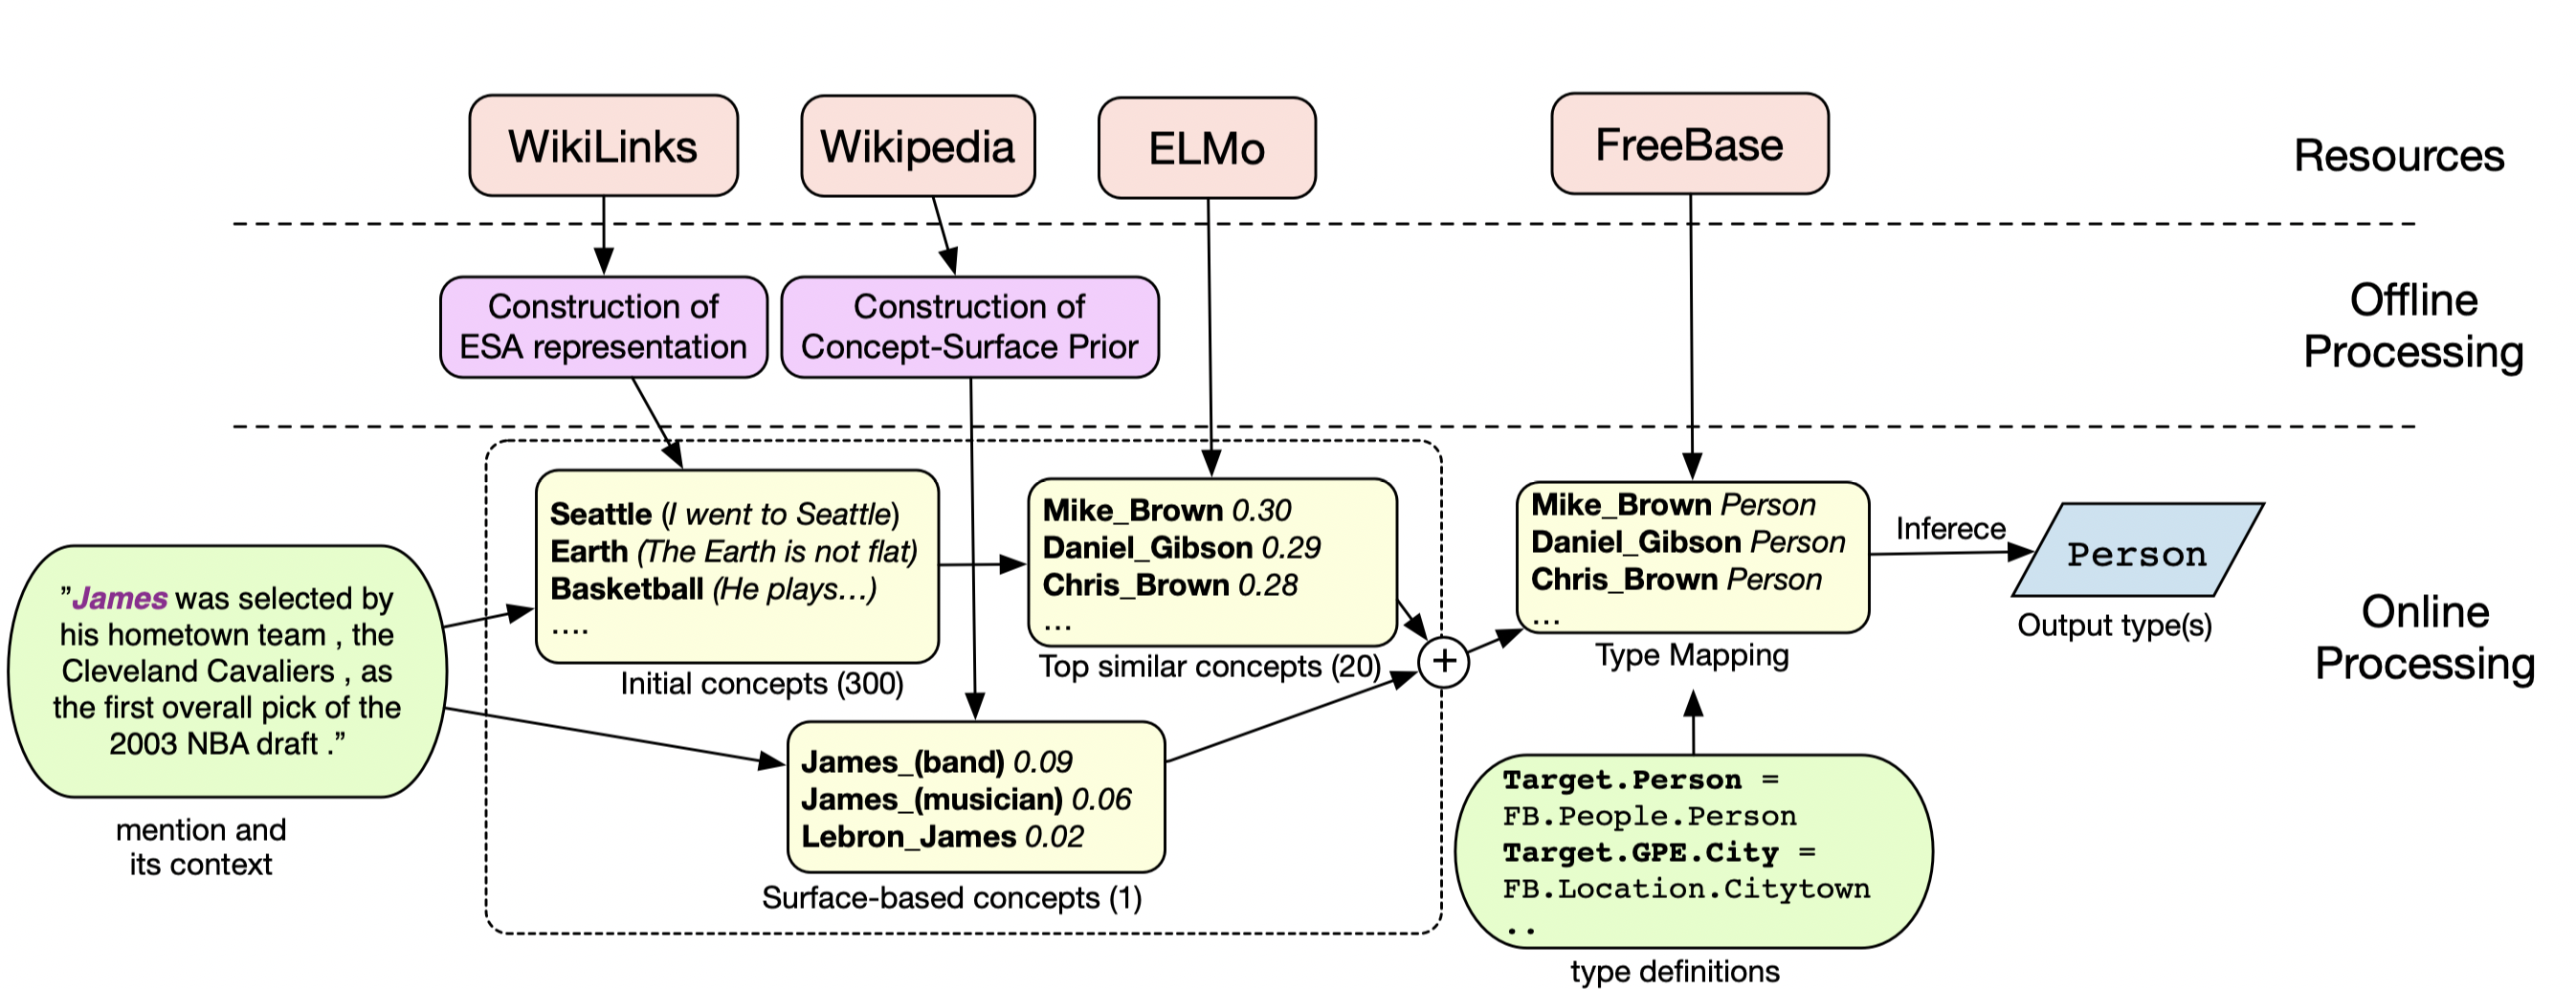 WikiLinks
Wikipedia
ELMo
FreeBase
Resources
Construction of
ESA representation
Construction of
Concept-Surface Prior
Offline
Processing
"James was selected by
his hometown team , the
Cleveland Cavaliers , as
the first overall pick of the
2003 NBA draft ."
mention and
its context
Seattle (I went to Seattle)
Earth (The Earth is not flat)
Basketball (He plays...)
....
Initial concepts (300)
Mike_Brown 0.30
Daniel_Gibson 0.29
Chris_Brown 0.28
...
Top similar concepts (20)
James_(band) 0.09
James_(musician) 0.06
Lebron_James 0.02
Surface-based concepts (1)
+
Mike_Brown Person
Daniel_Gibson Person
Chris_Brown Person
...
Type Mapping
Inferece
Person
Output type(s)
Online
Processing
Target.Person =
FB.People.Person
Target.GPE.City =
FB.Location.Citytown
..
type definitions